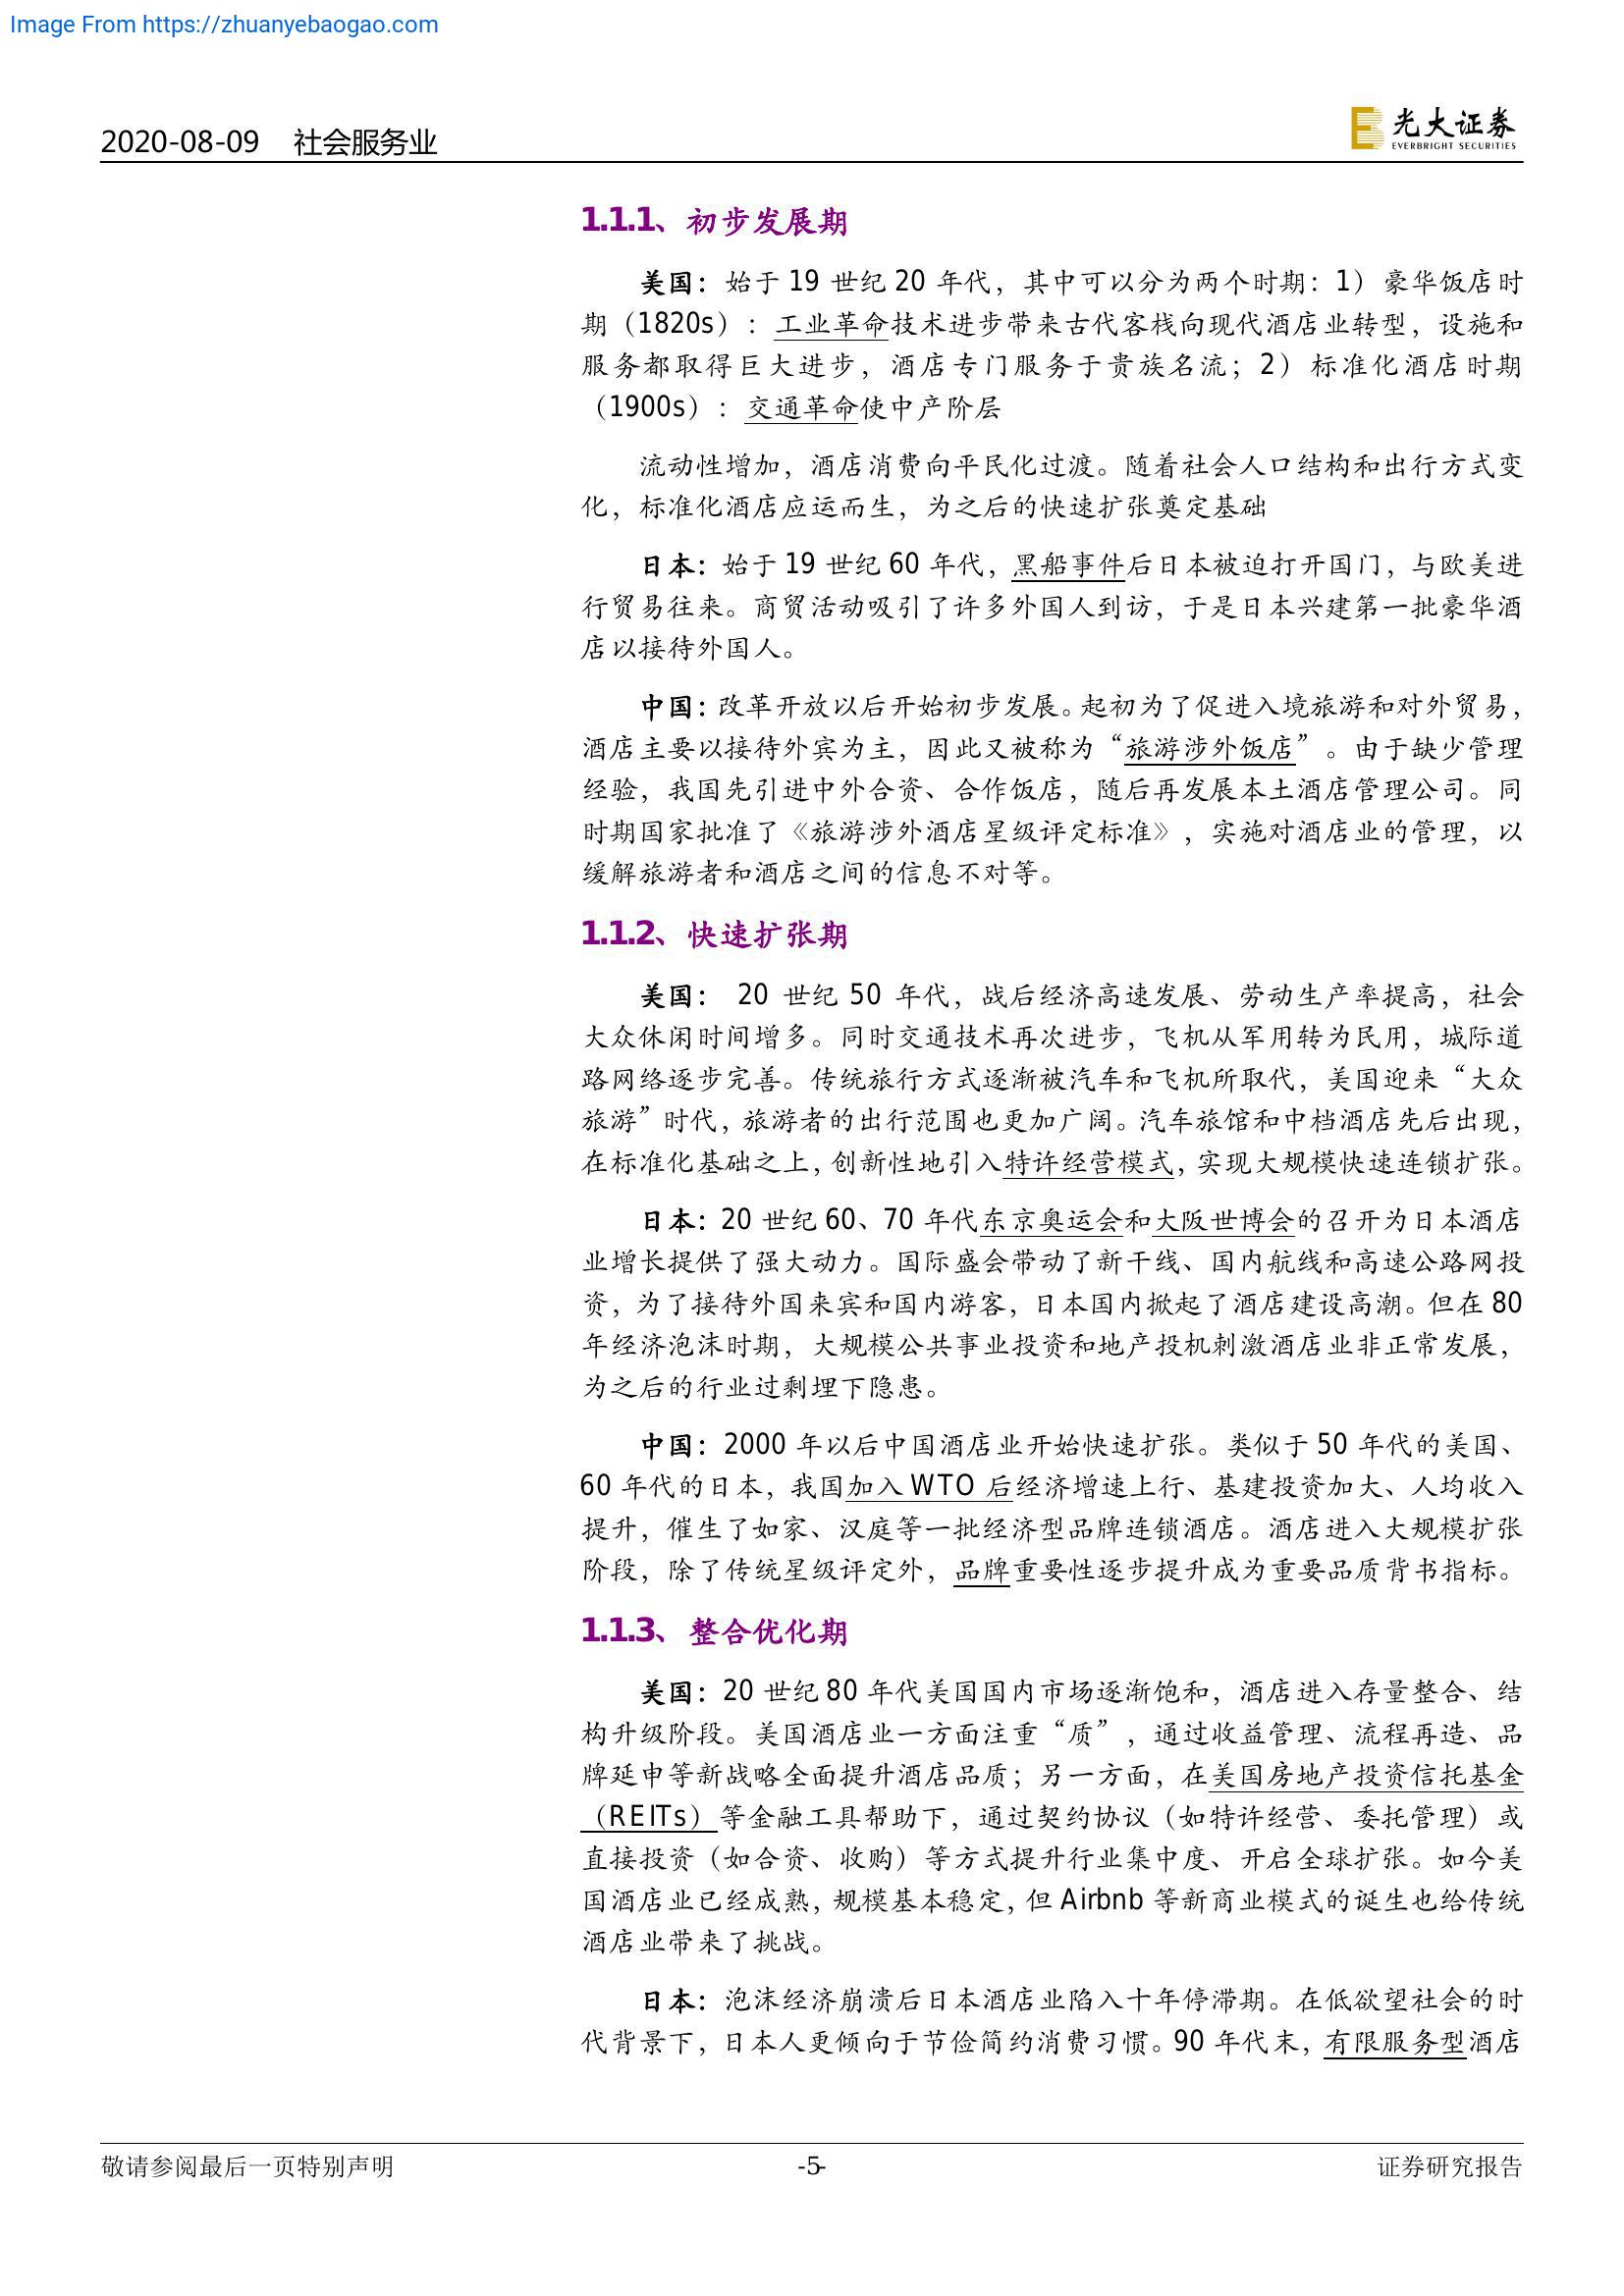 Image From https://zhuanyebaogao.com
2020-08-09 社会服务业
光大证券
EVERBRIGHT SECURITIES
1.1.1、初步发展期
美国：始于 19 世纪 20 年代，其中可以分为两个时期：1）豪华饭店时
期（1820s）：工业革命技术进步带来古代客栈向现代酒店业转型，设施和
服务都取得巨大进步，酒店专门服务于贵族名流；2）标准化酒店时期
（1900s）：交通革命使中产阶层
流动性增加，酒店消费向平民化过渡。随着社会人口结构和出行方式变
化，标准化酒店应运而生，为之后的快速扩张奠定基础
日本：始于 19 世纪 60 年代，黑船事件后日本被迫打开国门，与欧美进
行贸易往来。商贸活动吸引了许多外国人到访，于是日本兴建第一批豪华酒
店以接待外国人。
中国：改革开放以后开始初步发展。起初为了促进入境旅游和对外贸易，
酒店主要以接待外宾为主，因此又被称为“旅游涉外饭店”。由于缺少管理
经验，我国先引进中外合资、合作饭店，随后再发展本土酒店管理公司。同
时期国家批准了《旅游涉外酒店星级评定标准》，实施对酒店业的管理，以
缓解旅游者和酒店之间的信息不对等。
1.1.2、快速扩张期
美国： 20 世纪 50 年代，战后经济高速发展、劳动生产率提高，社会
大众休闲时间增多。同时交通技术再次进步，飞机从军用转为民用，城际道
路网络逐步完善。传统旅行方式逐渐被汽车和飞机所取代，美国迎来“大众
旅游”时代，旅游者的出行范围也更加广阔。汽车旅馆和中档酒店先后出现，
在标准化基础之上，创新性地引入特许经营模式，实现大规模快速连锁扩张。
日本：20 世纪 60、70 年代东京奥运会和大阪世博会的召开为日本酒店
业增长提供了强大动力。国际盛会带动了新干线、国内航线和高速公路网投
资，为了接待外国来宾和国内游客，日本国内掀起了酒店建设高潮。但在 80
年经济泡沫时期，大规模公共事业投资和地产投机刺激酒店业非正常发展，
为之后的行业过剩埋下隐患。
中国：2000 年以后中国酒店业开始快速扩张。类似于 50 年代的美国、
60 年代的日本，我国加入 WTO 后经济增速上行、基建投资加大、人均收入
提升，催生了如家、汉庭等一批经济型品牌连锁酒店。酒店进入大规模扩张
阶段，除了传统星级评定外，品牌重要性逐步提升成为重要品质背书指标。
1.1.3、整合优化期
美国：20 世纪 80 年代美国国内市场逐渐饱和，酒店进入存量整合、结
构升级阶段。美国酒店业一方面注重“质”，通过收益管理、流程再造、品
牌延申等新战略全面提升酒店品质；另一方面，在美国房地产投资信托基金
（REITs）等金融工具帮助下，通过契约协议（如特许经营、委托管理）或
直接投资（如合资、收购）等方式提升行业集中度、开启全球扩张。如今美
国酒店业已经成熟，规模基本稳定，但 Airbnb 等新商业模式的诞生也给传统
酒店业带来了挑战。
日本：泡沫经济崩溃后日本酒店业陷入十年停滞期。在低欲望社会的时
代背景下，日本人更倾向于节俭简约消费习惯。90 年代末，有限服务型酒店
敬请参阅最后一页特别声明
-5-
证券研究报告